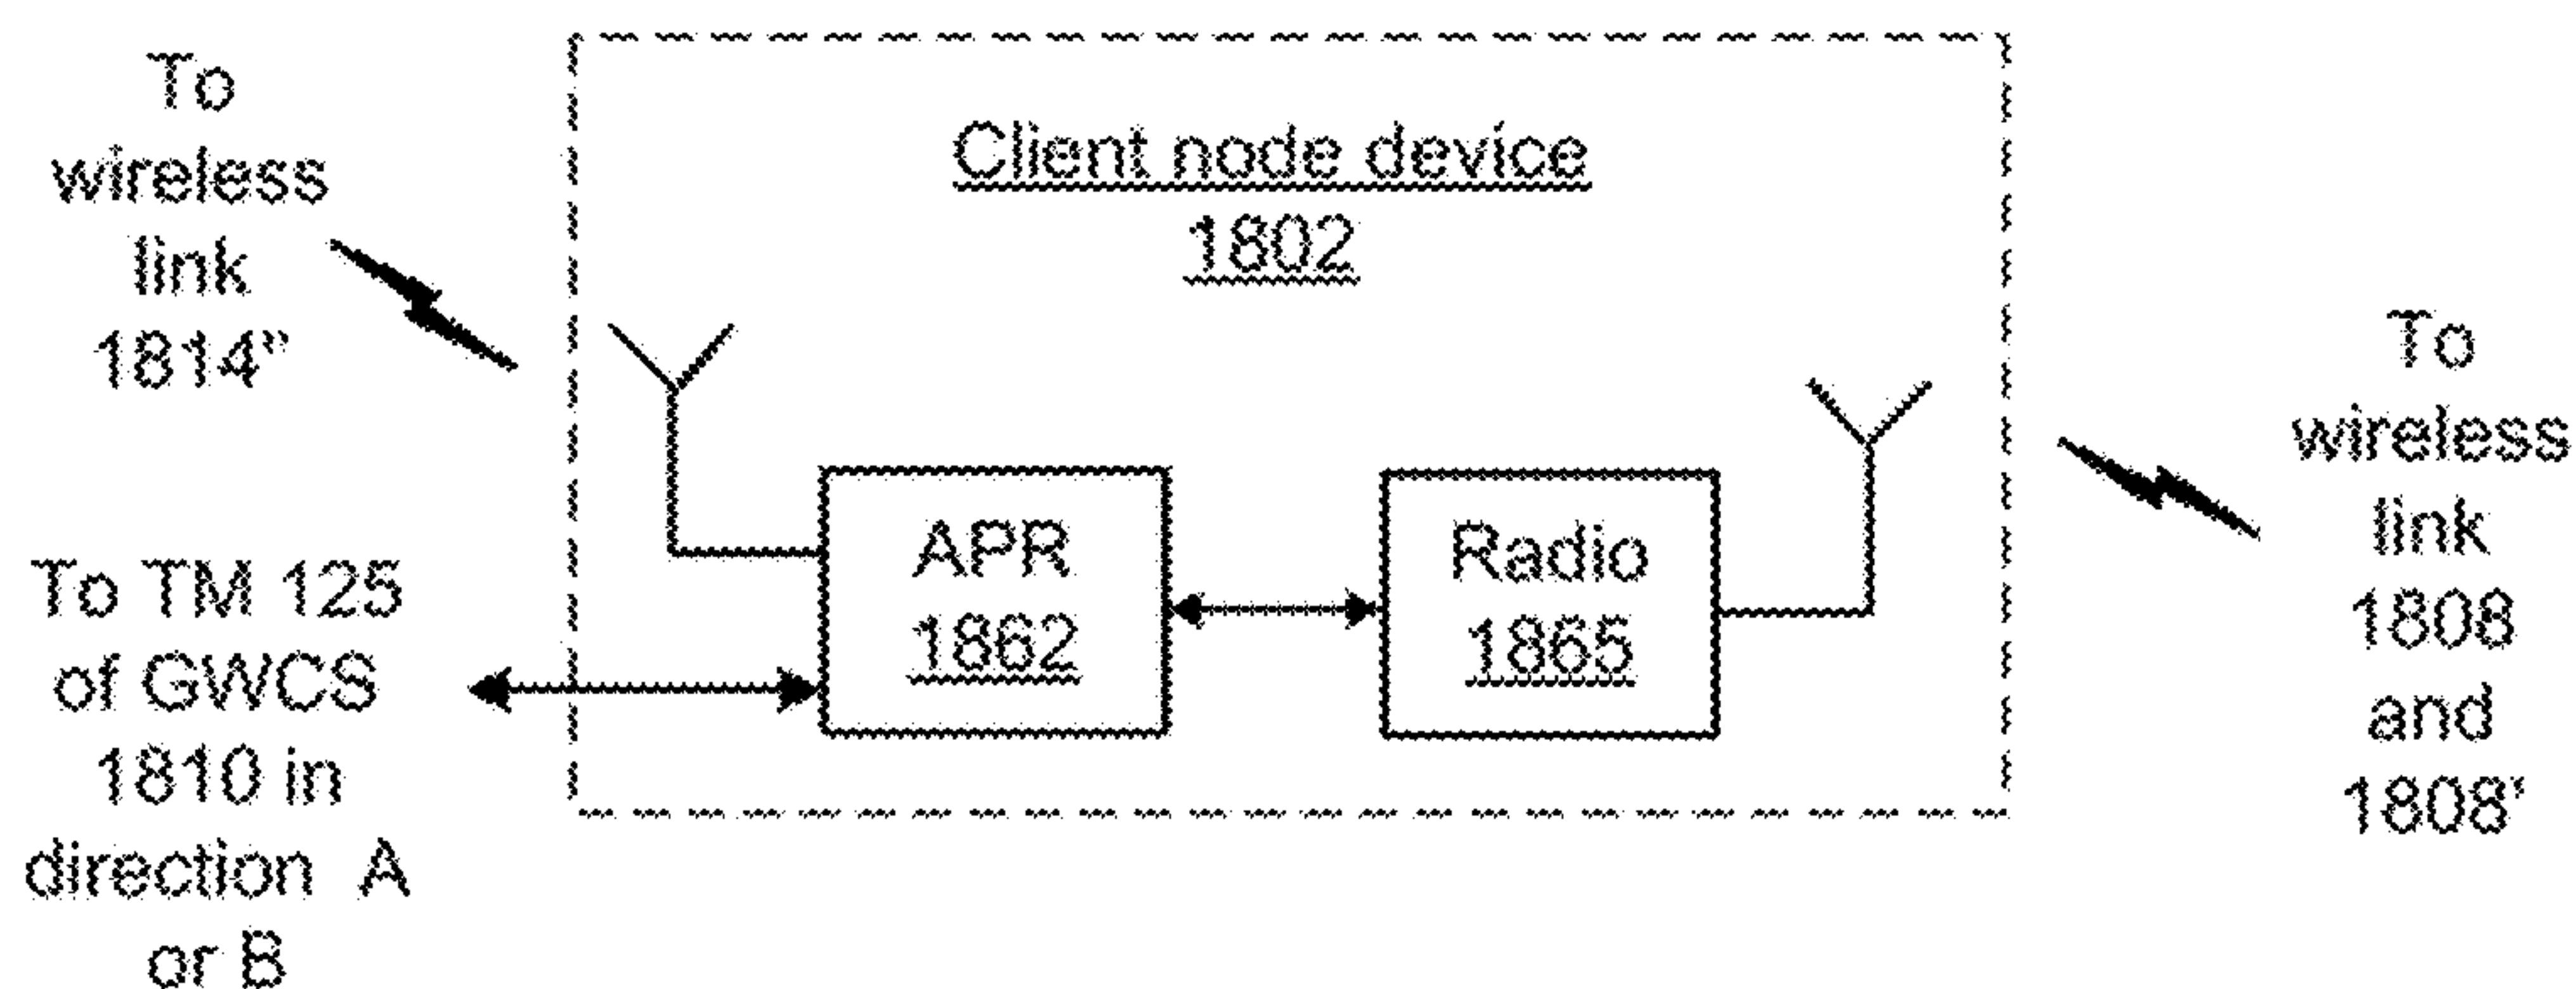 To
wireless
link
1814”
To TM 125
of GWCS
1810 in
direction A
or B
Client node device
1802
APR
1862
Radio
1865
To
wireless
link
1808
and
1808’